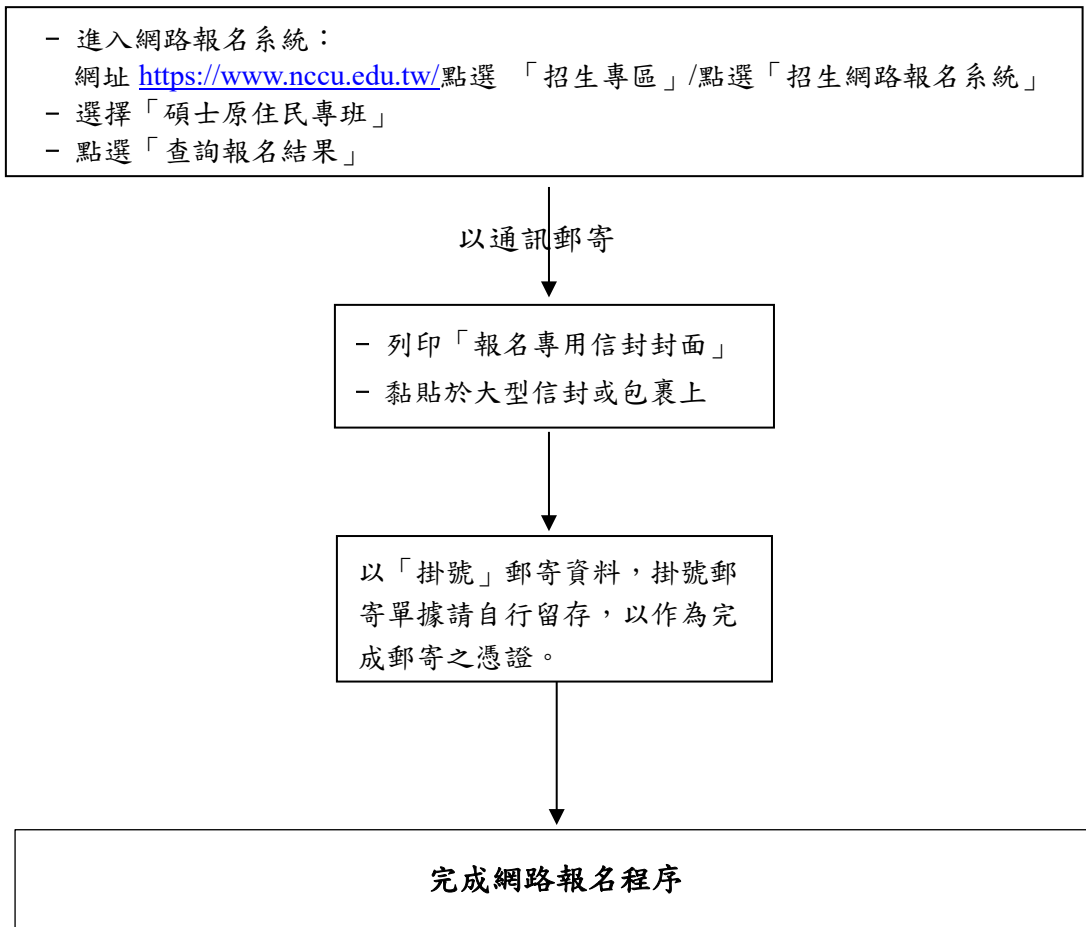 - 進入網路報名系統：
網址 https://www.nccu.edu.tw/點選 「招生專區」/點選「招生網路報名系統」
- 選擇「碩士原住民專班」
- 點選「查詢報名結果」
以通訊郵寄
- 列印「報名專用信封封面」
- 黏貼於大型信封或包裹上
以「掛號」郵寄資料，掛號郵
寄單據請自行留存，以作為完
成郵寄之憑證。
完成網路報名程序